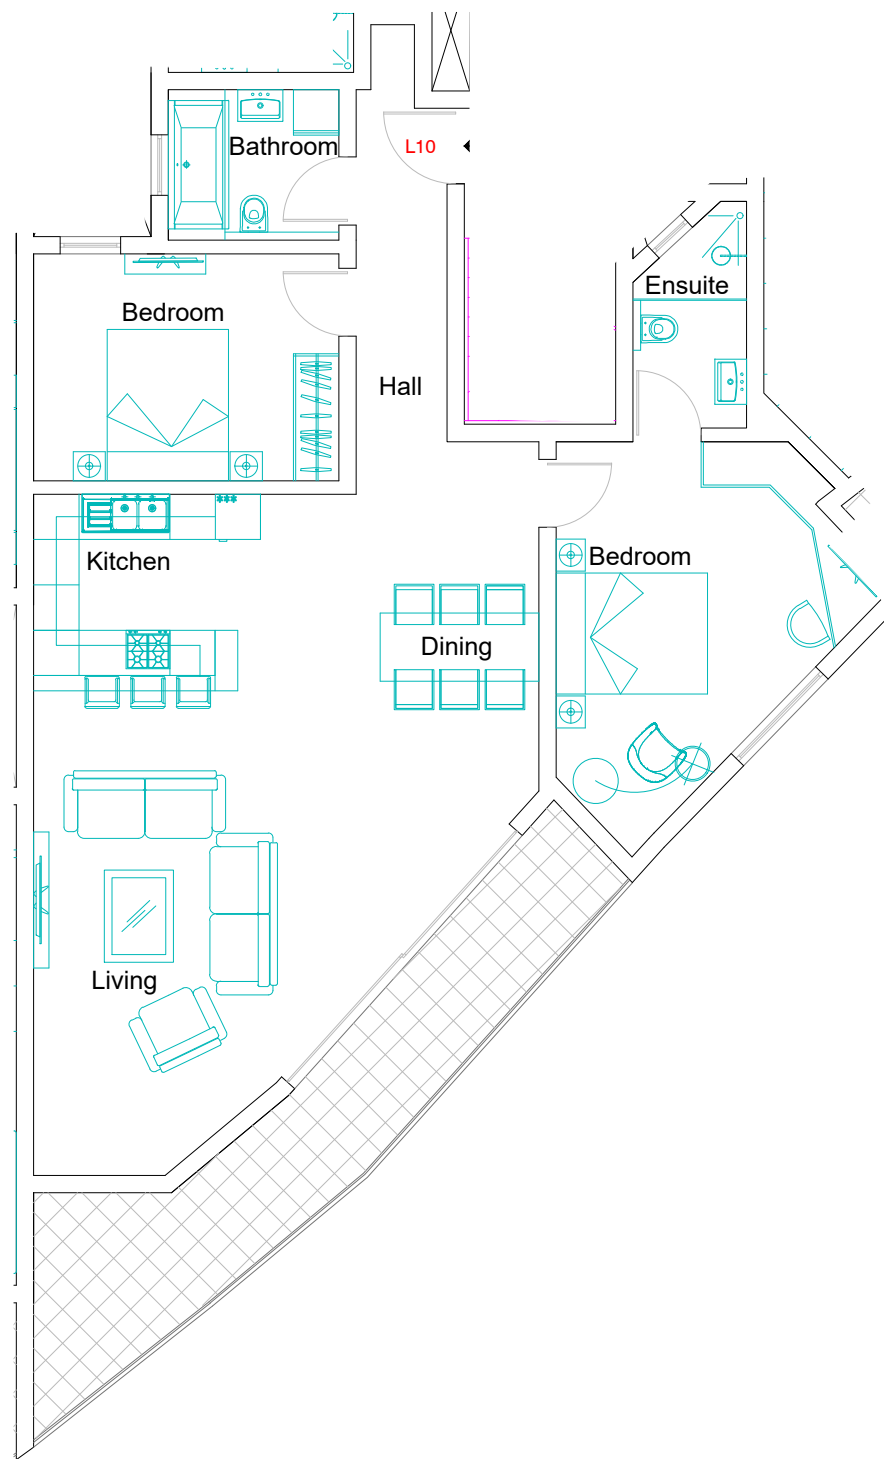 Bathroom
L10
Ensuite
Bedroom
Hall
***
Kitchen
Bedroom
Dining
Living